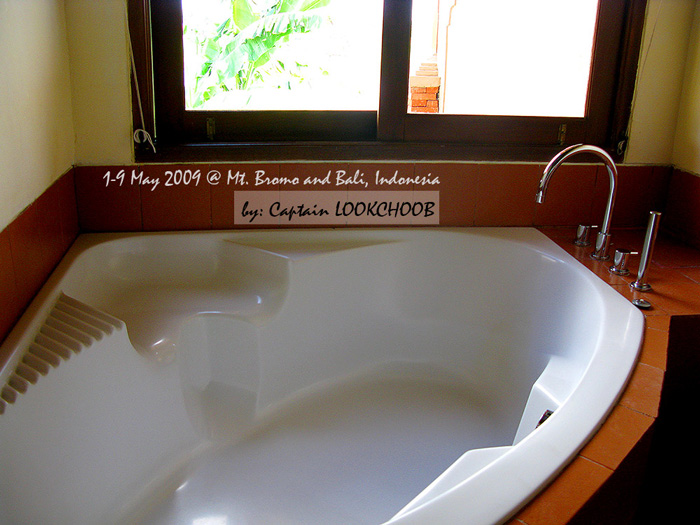 1-9 May 2009 @ Mt. Bromo and Bali, Indonesia
by: Captain LOOKCHOOB